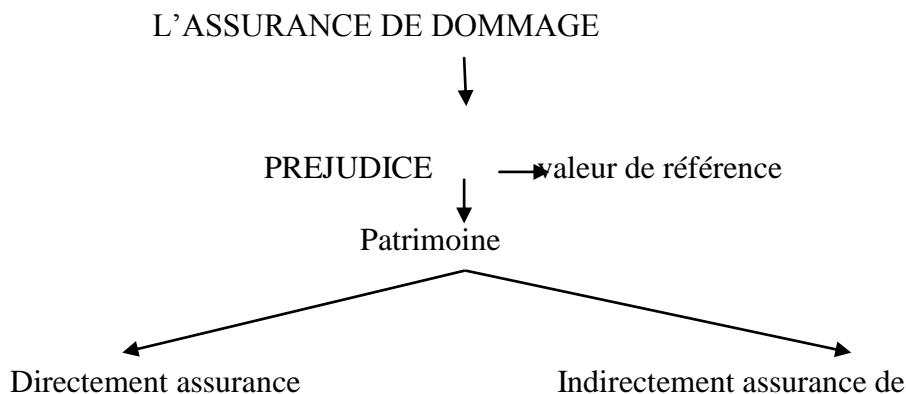 L'ASSURANCE DE DOMMAGE
PREJUDICE valeur de référence
Patrimoine
Directement assurance Indirectement assurance de